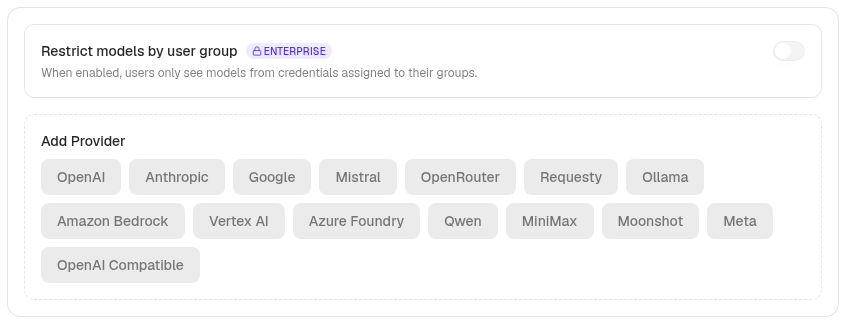 Restrict models by user group ENTERPRISE
When enabled, users only see models from credentials assigned to their groups.
Add Provider
OpenAI Anthropic Google Mistral OpenRouter Requesty Ollama
Amazon Bedrock Vertex AI Azure Foundry Qwen MiniMax Moonshot Meta
OpenAI Compatible